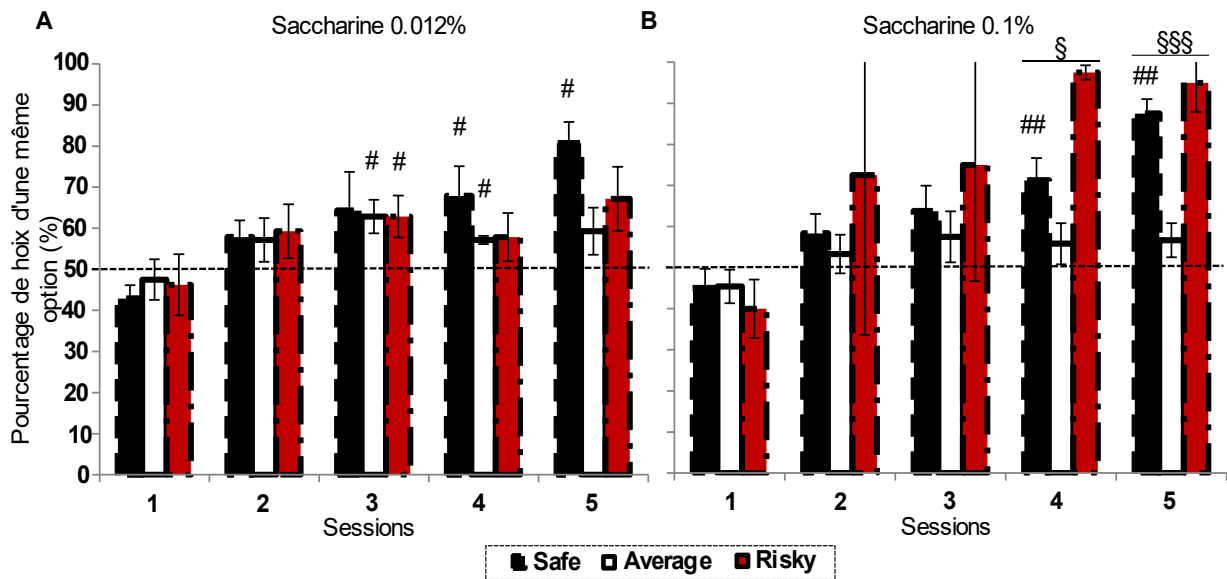 A
Saccharine 0.012%
B
Saccharine 0.1%
Pourcentage de hoix d'une même
option (%)
100
90
80
70
60
50
40
30
20
10
0
# # # # # #
## ## § §§§
1 2 3 4 5
Sessions
1 2 3 4 5
Sessions
Safe Average Risky